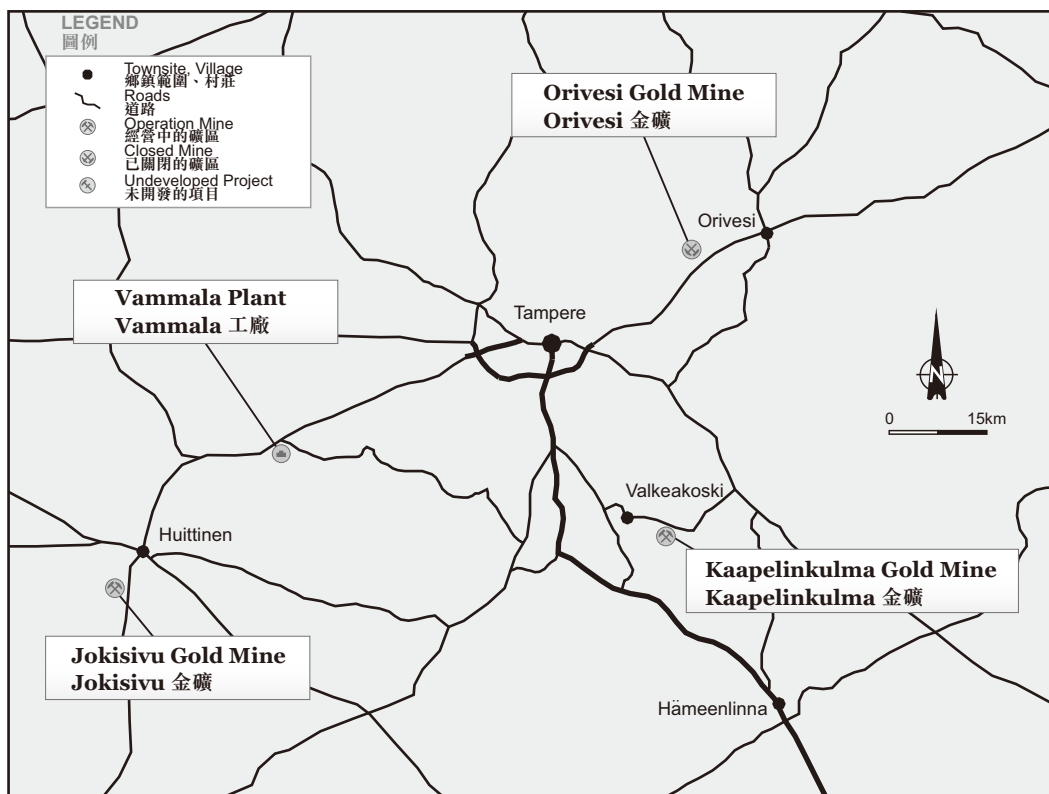 LEGEND
圖例
Townsite, Village
鄉鎮範圍、村莊
Roads
道路
Operation Mine
經營中的礦區
Closed Mine
已關閉的礦區
Undeveloped Project
未開發的項目
Orivesi Gold Mine
Orivesi 金礦
Orivesi
Vammala Plant
Vammala 工廠
Tampere
N
0 15km
Valkeakoski
Huittinen
Kaapelinkulma Gold Mine
Kaapelinkulma 金礦
Jokisivu Gold Mine
Jokisivu 金礦
Hämeenlinna